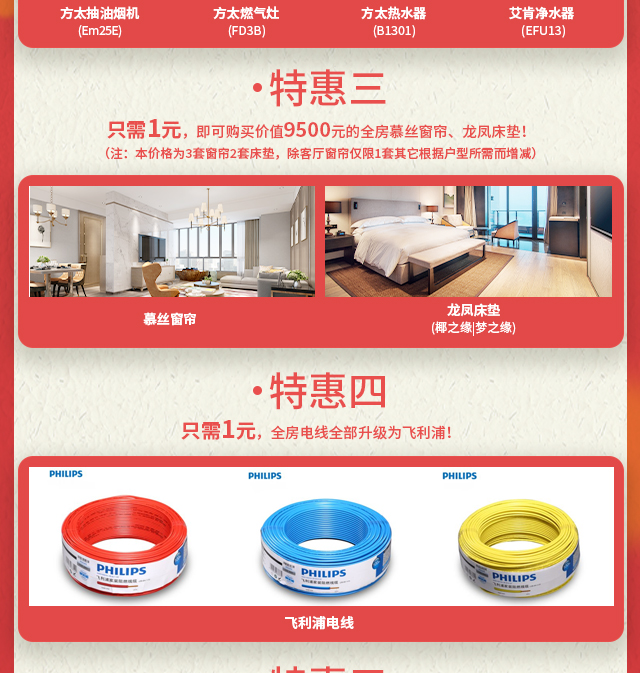 方太抽油烟机 方太燃气灶 方太热水器 艾肯净水器
(Em25E) (FD3B) (B1301) (EFU13)
·特惠三
只需1元，即可购买价值9500元的全房慕丝窗帘、龙凤床垫！
（注：本价格为3套窗帘2套床垫，除客厅窗帘仅限1套其它根据户型所需而增减）
慕丝窗帘
龙凤床垫
(椰之缘|梦之缘)
·特惠四
只需1元，全房电线全部升级为飞利浦！
PHILIPS PHILIPS PHILIPS
PHILIPS PHILIPS PHILIPS
飞利浦电线